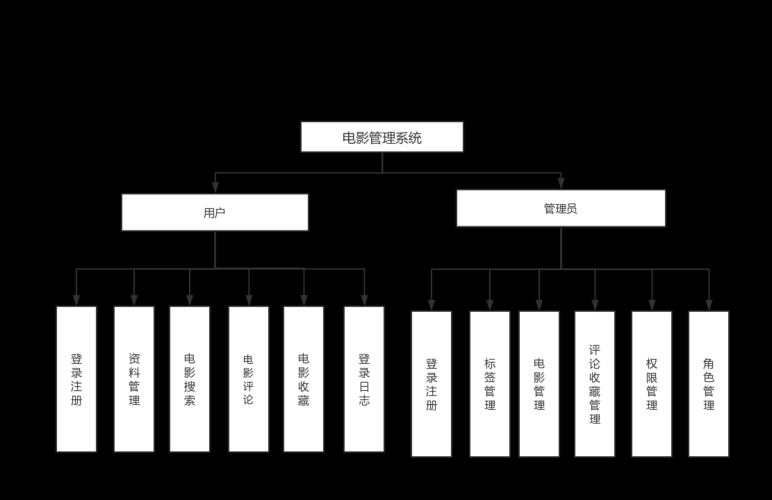 电影管理系统
用户
管理员
登录注册
资料管理
电影搜索
电影评论
电影收藏
登录日志
登录注册
标签管理
电影管理
评论收藏管理
权限管理
角色管理